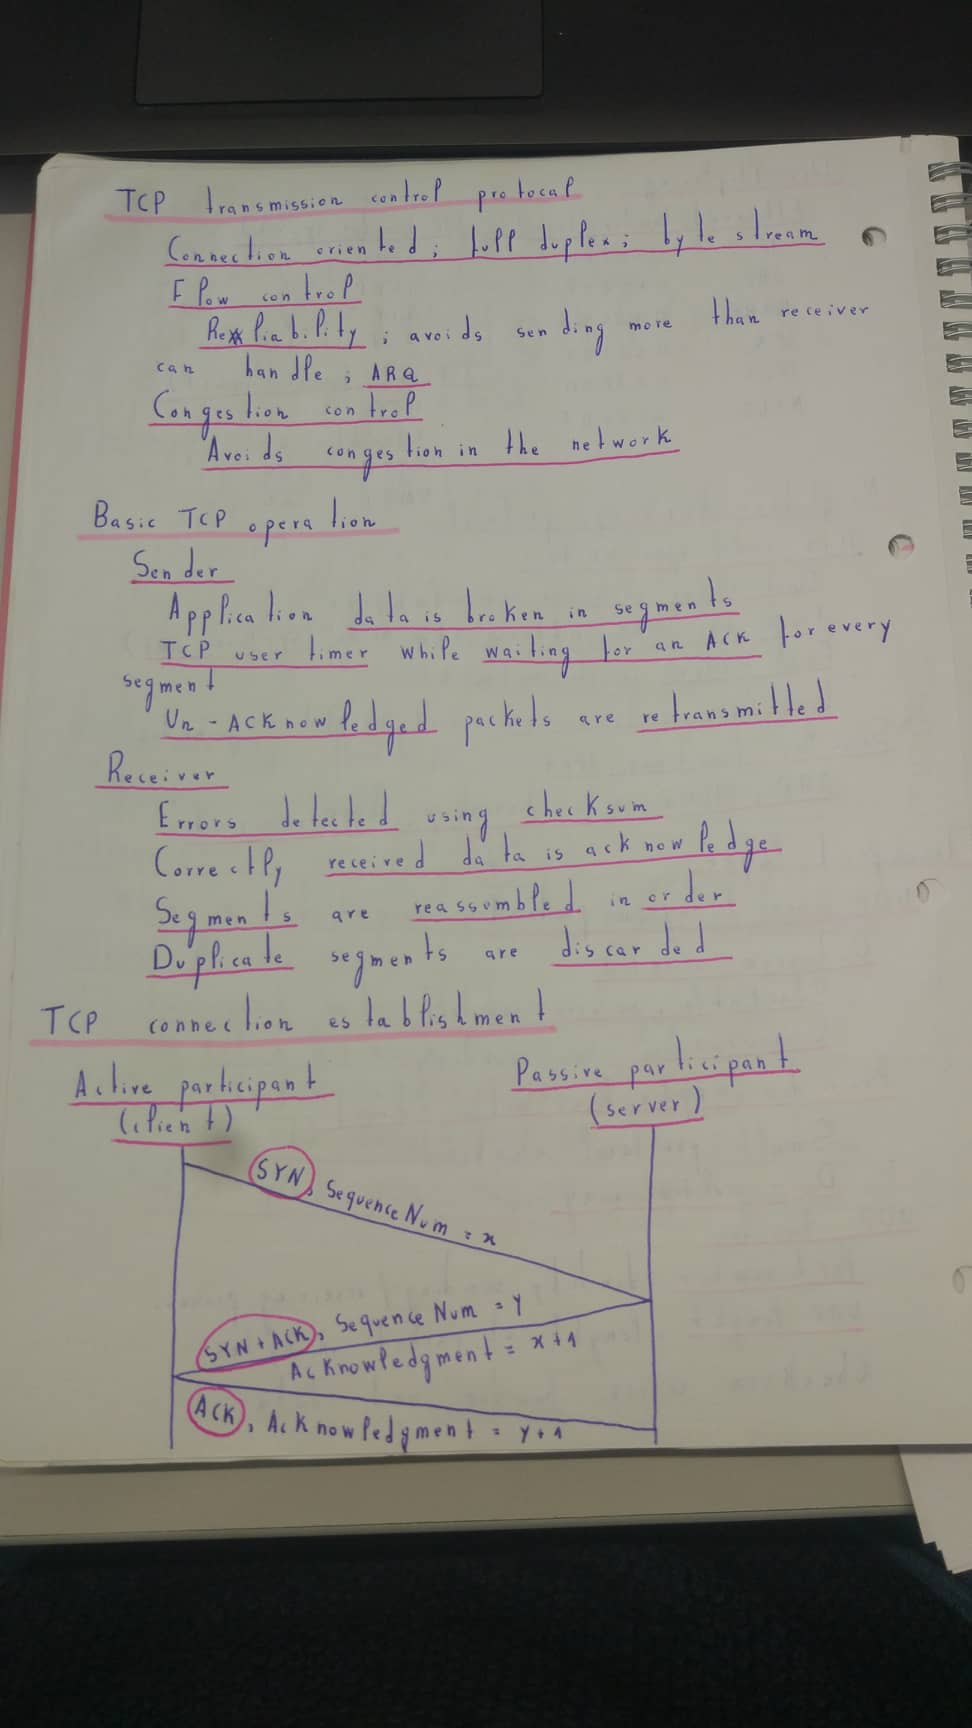 TCP transmission control protocal
Connection oriented; full duplex; byte stream
Flow control
Reliability; avoids sending more than receiver
can handle; ARQ
Congestion control
Avoids congestion in the network
Basic TCP operation
Sender
Application data is broken in segments
TCP user timer while waiting for an ACK for every
segment
Un-ACKnowledged packets are retransmitted
Receiver
Errors detected using checksum
Correctly received data is acknowledge
Segments are reassombled in order
Duplicate segments are discarded
TCP connection establishment
Active participant
(client)
Passive participant
(server)
SYN, Sequence Num = x
SYN + ACK, Sequence Num = Y
Acknowledgment = x+1
ACK, Acknowledgment = y+1